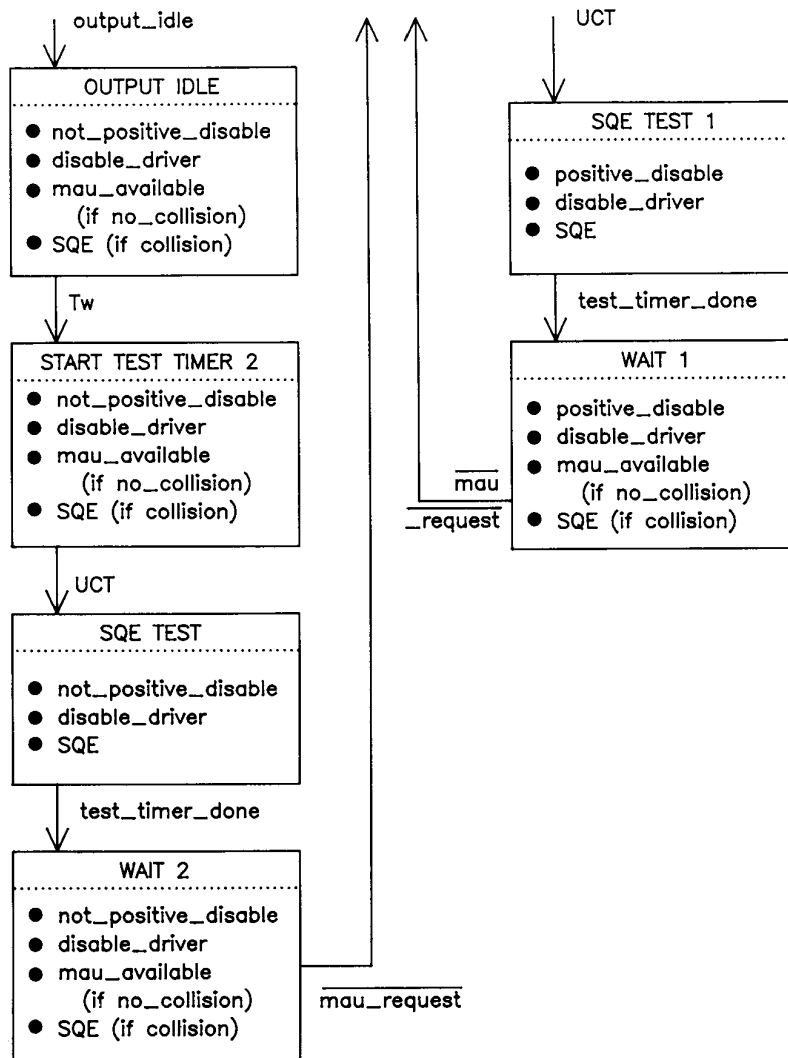 output_idle
OUTPUT IDLE
● not_positive_disable
● disable_driver
● mau_available
(if no_collision)
● SQE (if collision)
Tw
START TEST TIMER 2
● not_positive_disable
● disable_driver
● mau_available
(if no_collision)
● SQE (if collision)
UCT
SQE TEST
● not_positive_disable
● disable_driver
● SQE
test_timer_done
WAIT 2
● not_positive_disable
● disable_driver
● mau_available
(if no_collision)
● SQE (if collision)
mau_request
UCT
SQE TEST 1
● positive_disable
● disable_driver
● SQE
test_timer_done
WAIT 1
● positive_disable
● disable_driver
● mau_available
(if no_collision)
● SQE (if collision)
mau
_request